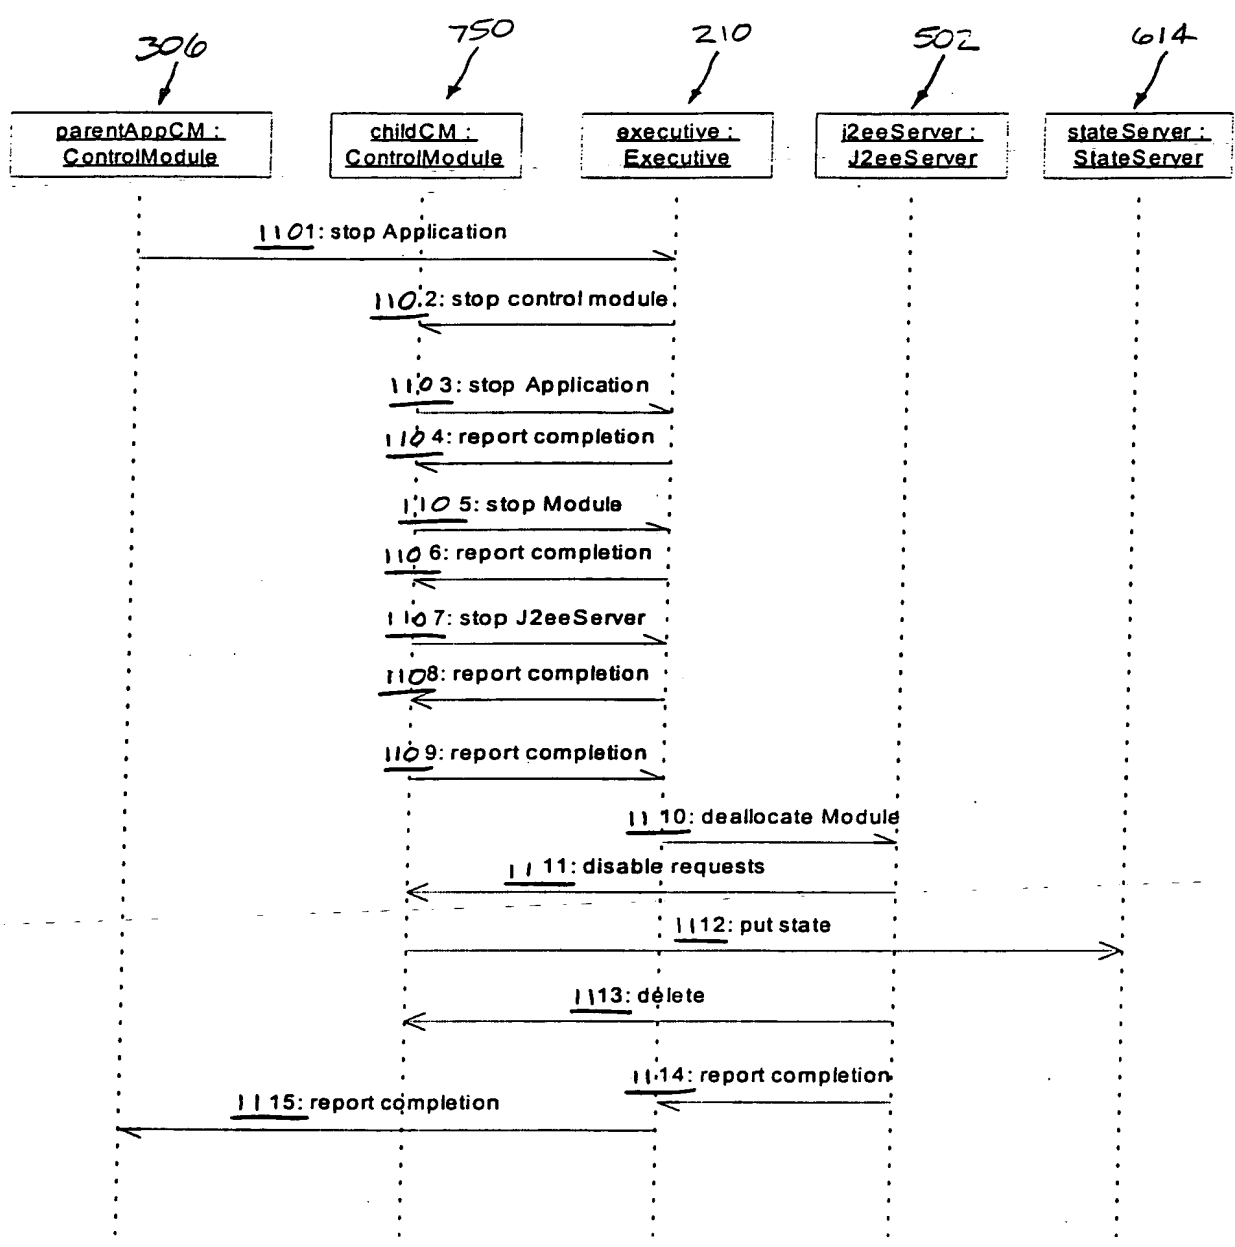 306
750
210
502
614
parentAppCM :
ControlModule
childCM :
ControlModule
executive :
Executive
j2eeServer :
J2eeServer
stateServer :
StateServer
1101: stop Application
1102: stop control module
1103: stop Application
1104: report completion
1105: stop Module
1106: report completion
1107: stop J2eeServer
1108: report completion
1109: report completion
1110: deallocate Module
1111: disable requests
1112: put state
1113: delete
1114: report completion
1115: report completion